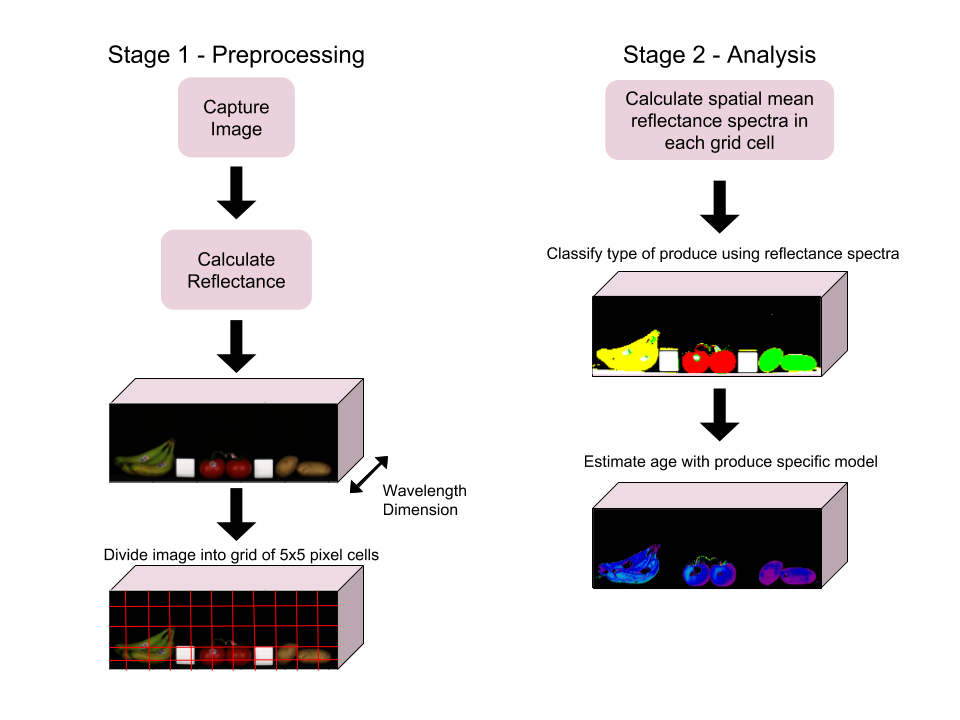 Stage 1 - Preprocessing
Capture
Image
Calculate
Reflectance
Wavelength
Dimension
Divide image into grid of 5x5 pixel cells
Stage 2 - Analysis
Calculate spatial mean
reflectance spectra in
each grid cell
Classify type of produce using reflectance spectra
Estimate age with produce specific model